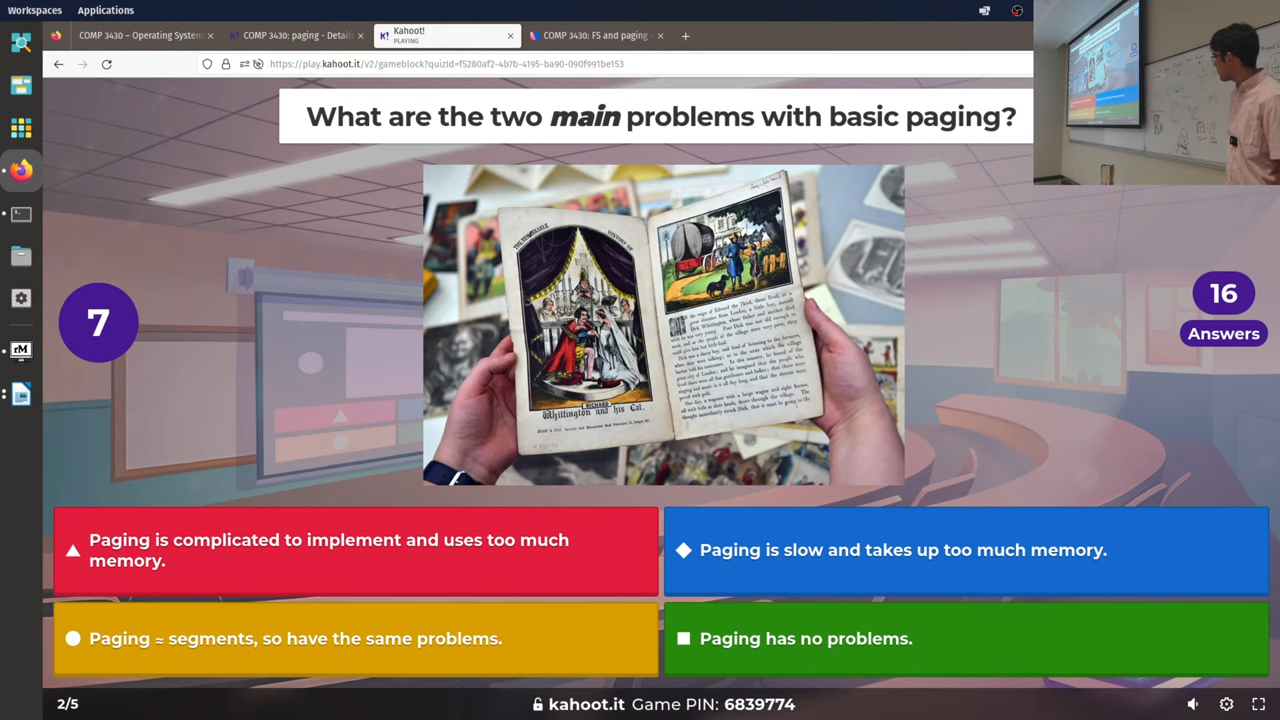 Workspaces Applications
COMP 3430 – Operating System
COMP 3430: paging - Details
Kahoot!
PLAYING
COMP 3430: FS and paging
https://play.kahoot.it/v2/gameblock?quizId=f5280af2-4b7b-4195-ba90-090f991be153
What are the two main problems with basic paging?
7
16
Answers
HISTORY OF
RICHARD
Whittington and his Cat.
Paging is complicated to implement and uses too much
memory.
Paging is slow and takes up too much memory.
Paging ≈ segments, so have the same problems.
Paging has no problems.
2/5
kahoot.it Game PIN: 6839774